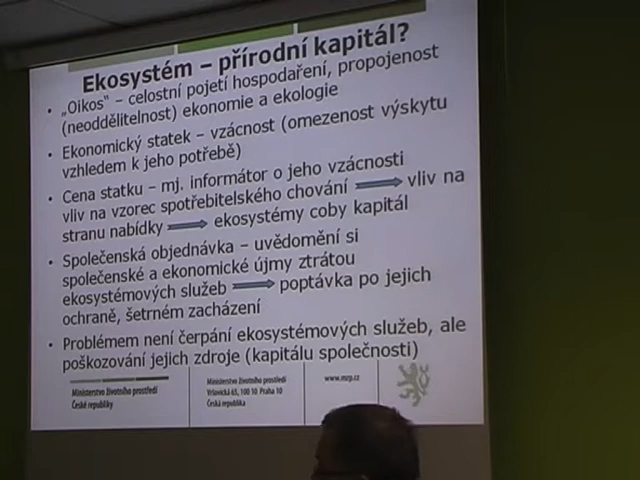 Ekosystém – přírodní kapitál?
• „Oikos“ – celostní pojetí hospodaření, propojenost
(neoddělitelnost) ekonomie a ekologie
• Ekonomický statek – vzácnost (omezenost výskytu
vzhledem k jeho potřebě)
• Cena statku – mj. informátor o jeho vzácnosti
vliv na vzorec spotřebitelského chování vliv na
stranu nabídky ekosystémy coby kapitál
• Společenská objednávka – uvědomění si
společenské a ekonomické újmy ztrátou
ekosystémových služeb poptávka po jejich
ochraně, šetrném zacházení
• Problémem není čerpání ekosystémových služeb, ale
poškozování jejich zdroje (kapitálu společnosti)
Ministerstvo životního prostředí
České republiky
Ministerstvo životního prostředí
Vršovická 65, 100 10 Praha 10
Česká republika
www.mzp.cz